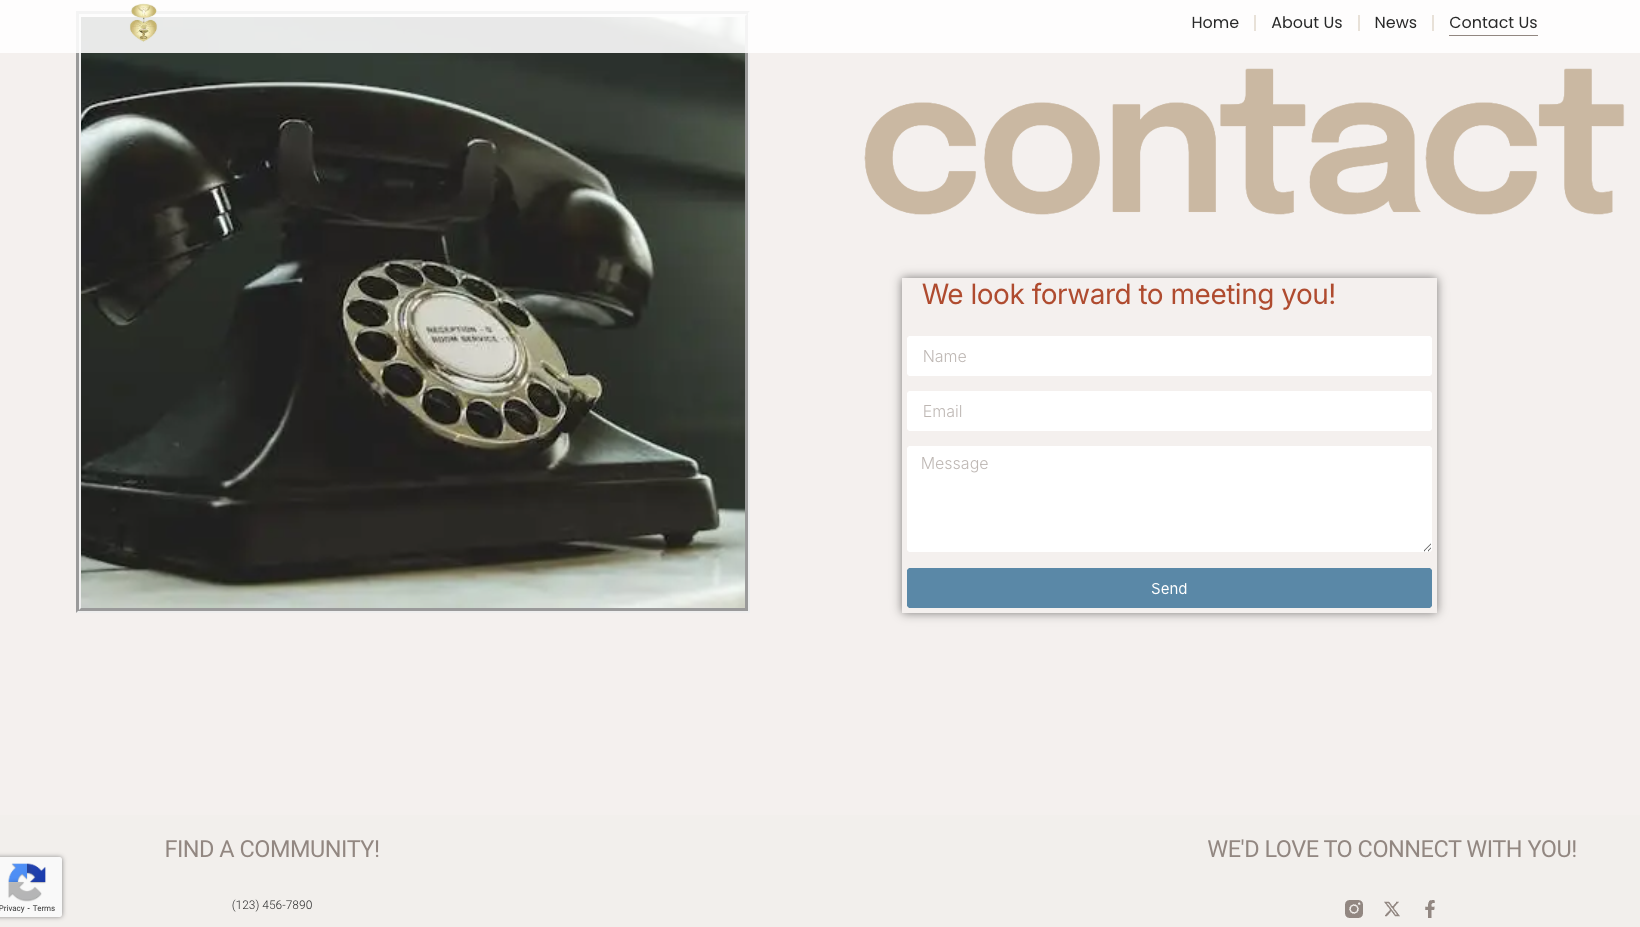 Home
About Us
News
Contact Us
contact
RECEPTION - 0
ROOM SERVICE -
We look forward to meeting you!
Name
Email
Message
Send
FIND A COMMUNITY!
WE'D LOVE TO CONNECT WITH YOU!
Privacy - Terms
(123) 456-7890